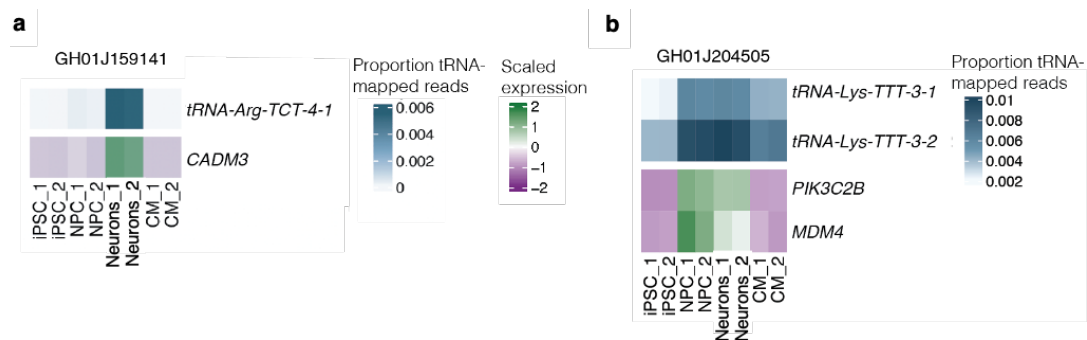 a
GH01J159141
tRNA-Arg-TCT-4-1
CADM3
iPSC_1
iPSC_2
NPC_1
NPC_2
Neurons_1
Neurons_2
CM_1
CM_2
Proportion tRNA-
mapped reads
0.006
0.004
0.002
0
Scaled
expression
2
1
0
−1
−2
b
GH01J204505
tRNA-Lys-TTT-3-1
tRNA-Lys-TTT-3-2
PIK3C2B
MDM4
iPSC_1
iPSC_2
NPC_1
NPC_2
Neurons_1
Neurons_2
CM_1
CM_2
Proportion tRNA-
mapped reads
0.01
0.008
0.006
0.004
0.002